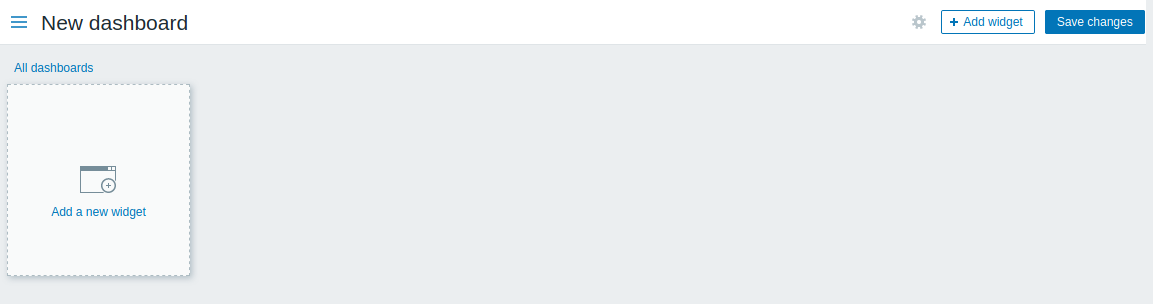 New dashboard
Add widget
Save changes
All dashboards
Add a new widget